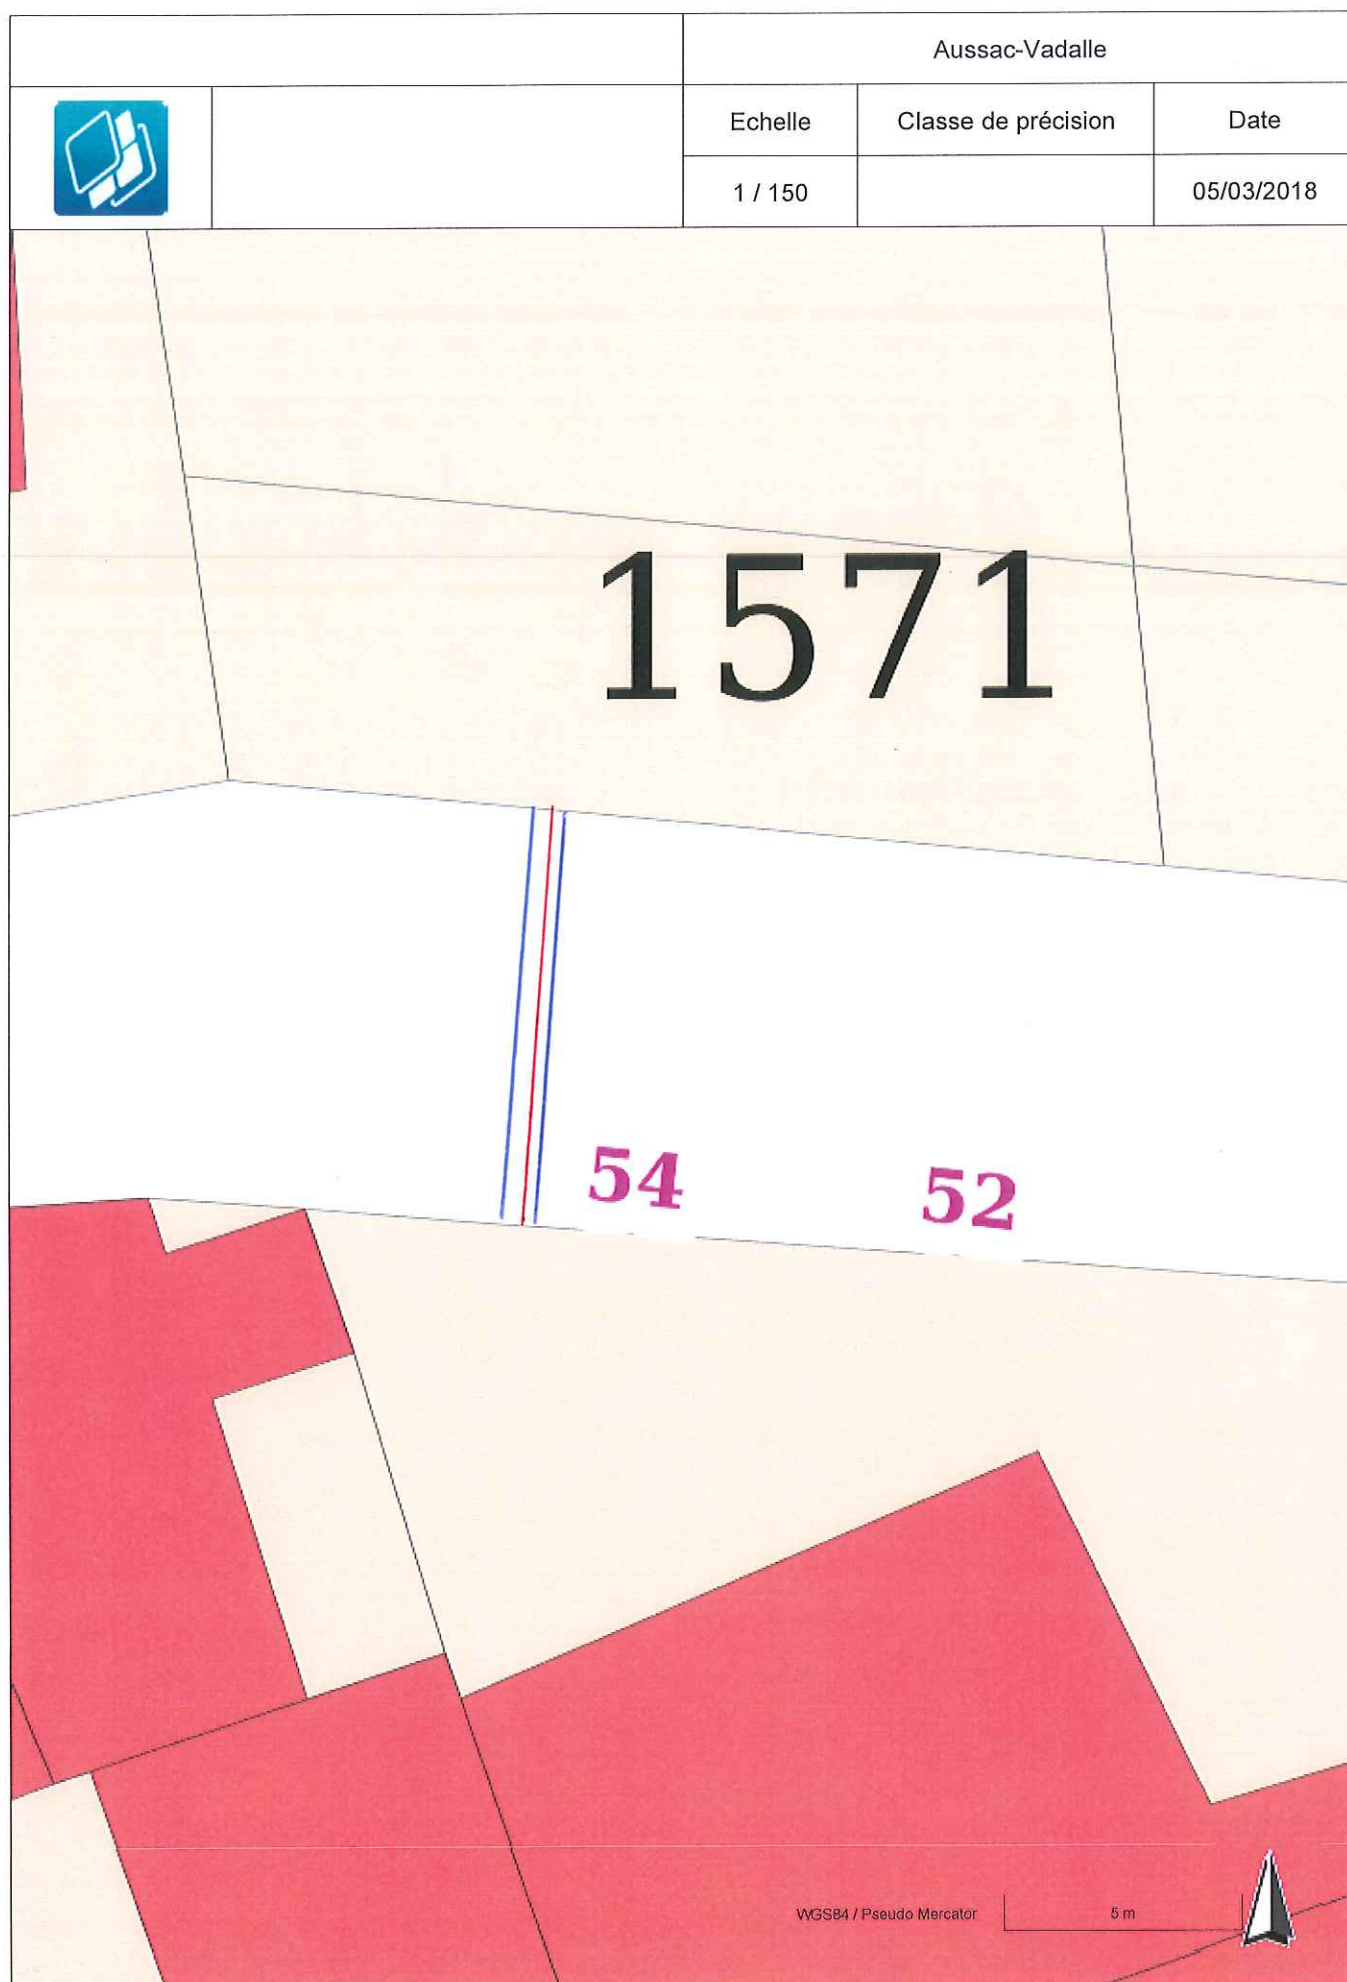 Aussac-Vadalle
Echelle
Classe de précision
Date
1 / 150
05/03/2018
1571
54
52
WGS84 / Pseudo Mercator
5 m